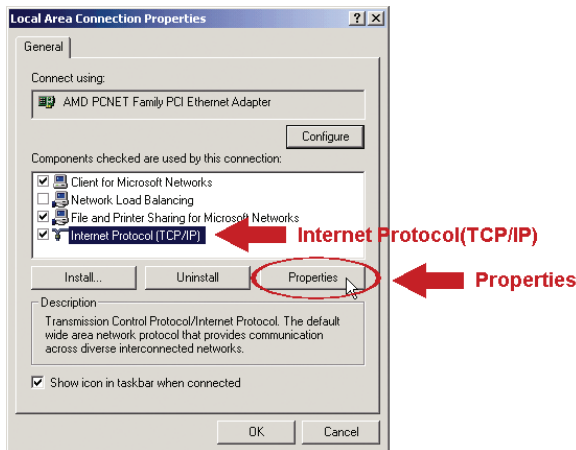 Local Area Connection Properties
General
Connect using:
AMD PCNET Family PCI Ethernet Adapter
Configure
Components checked are used by this connection:
Client for Microsoft Networks
Network Load Balancing
File and Printer Sharing for Microsoft Networks
Internet Protocol (TCP/IP)
Internet Protocol(TCP/IP)
Install...
Uninstall
Properties
Properties
Description
Transmission Control Protocol/Internet Protocol. The default
wide area network protocol that provides communication
across diverse interconnected networks.
Show icon in taskbar when connected
OK
Cancel